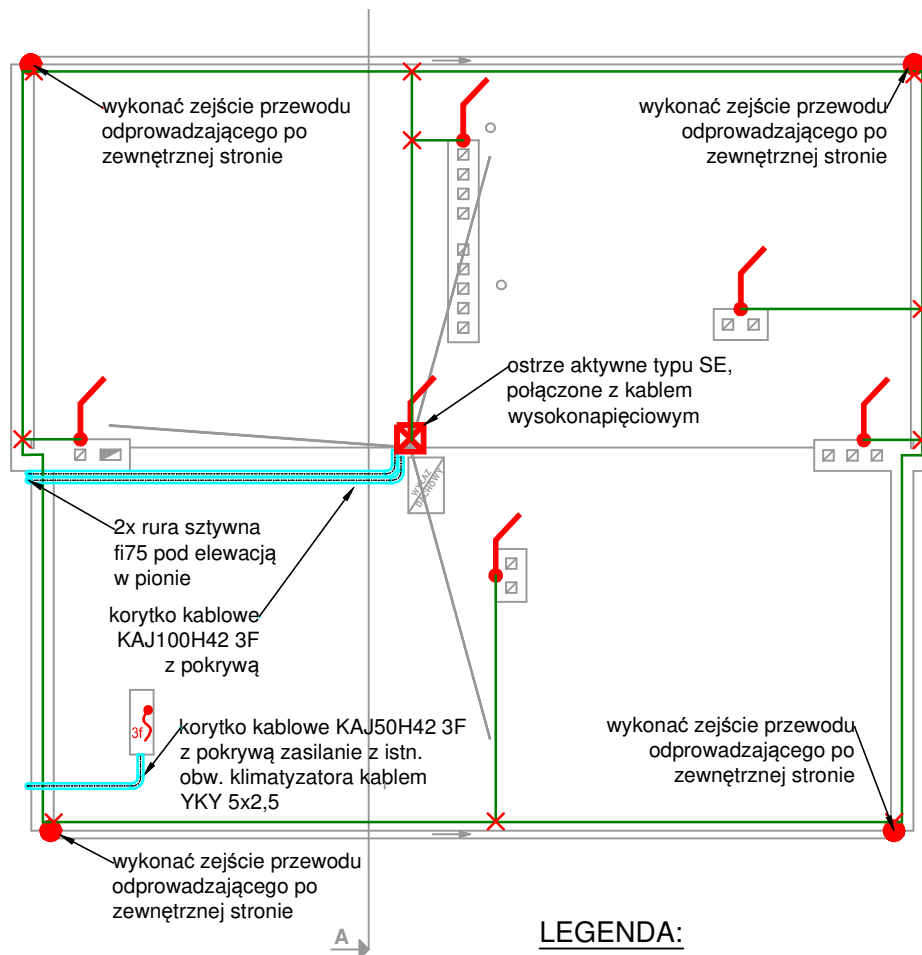 wykonać zejście przewodu
odprowadzającego po
zewnętrznej stronie
wykonać zejście przewodu
odprowadzającego po
zewnętrznej stronie
ostrze aktywne typu SE,
połączone z kablem
wysokonapięciowym
WYŁAZ
DACHOWY
2x rura sztywna
fi75 pod elewacją
w pionie
korytko kablowe
KAJ100H42 3F
z pokrywą
3f
korytko kablowe KAJ50H42 3F
z pokrywą zasilanie z istn.
obw. klimatyzatora kablem
YKY 5x2,5
wykonać zejście przewodu
odprowadzającego po
zewnętrznej stronie
wykonać zejście przewodu
odprowadzającego po
zewnętrznej stronie
A
LEGENDA: